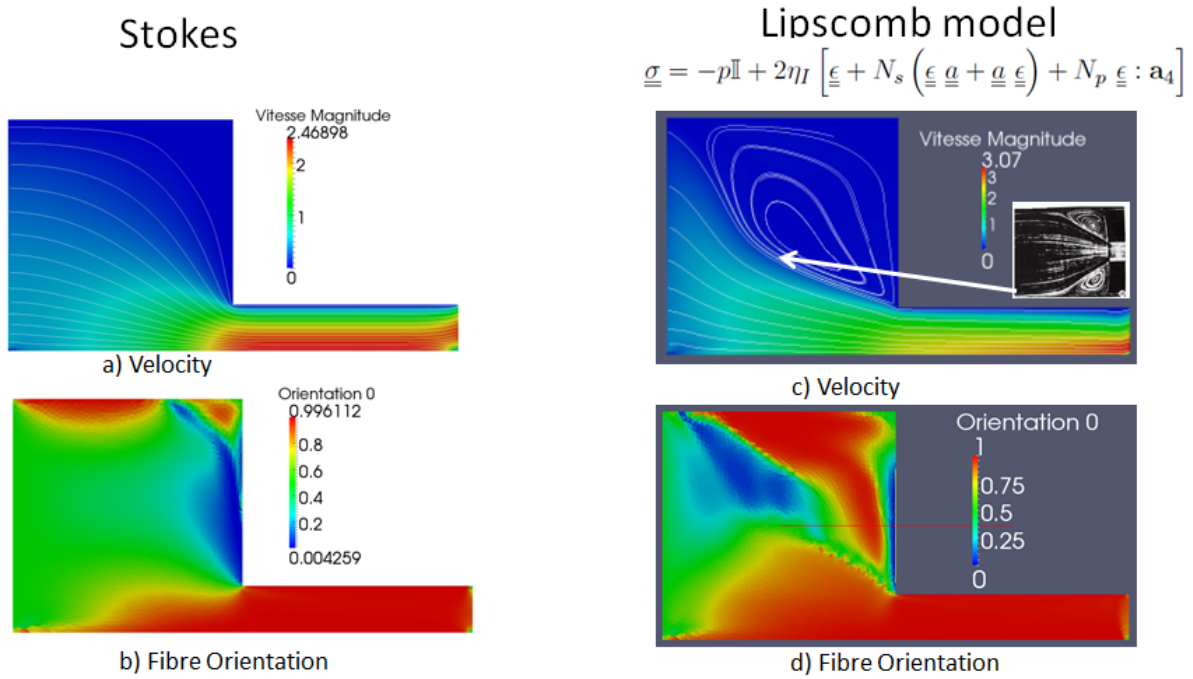 Stokes
Vitesse Magnitude
2.46898
2
1
0
a) Velocity
Orientation 0
0.996112
0.8
0.6
0.4
0.2
0.004259
b) Fibre Orientation
Lipscomb model
σ = -p𝕀 + 2η_I [ϵ + N_s (ϵ a + a ϵ) + N_p ϵ : a_4]
Vitesse Magnitude
3.07
3
2
1
0
c) Velocity
Orientation 0
1
0.75
0.5
0.25
0
d) Fibre Orientation